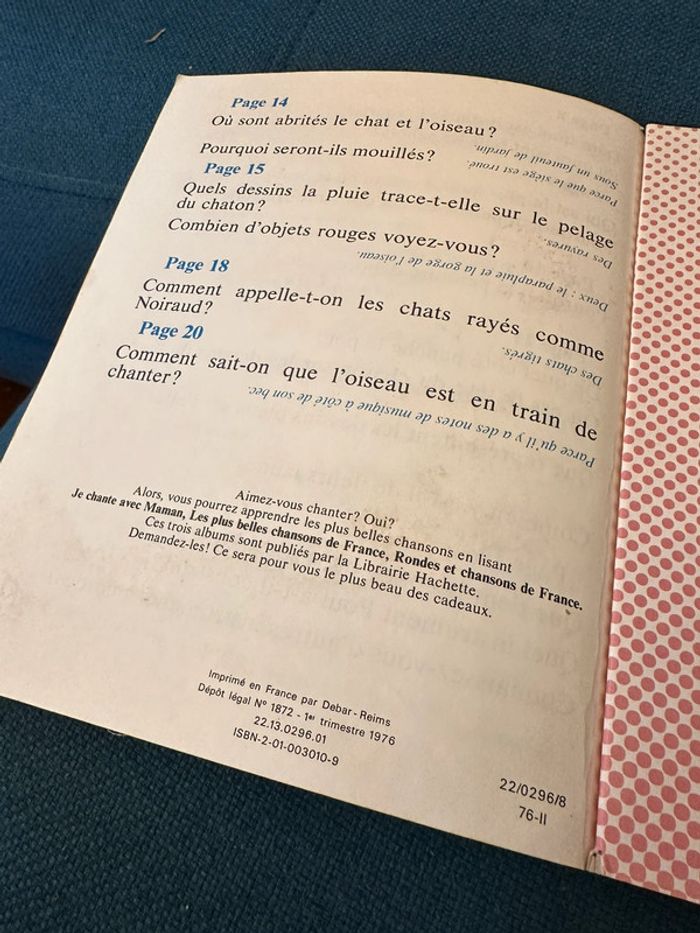 Page 14
Où sont abrités le chat et l'oiseau?
Sous un fauteuil de jardin.
Pourquoi seront-ils mouillés?
Parce que le siège est troué.
Page 15
Quels dessins la pluie trace-t-elle sur le pelage
du chaton?
Des rayures.
Combien d'objets rouges voyez-vous?
Deux : le parapluie et la gorge de l'oiseau.
Page 18
Comment appelle-t-on les chats rayés comme
Noiraud?
Des chats tigrés.
Page 20
Comment sait-on que l'oiseau est en train de
chanter?
Parce qu'il y a des notes de musique à côté de son bec.
Aimez-vous chanter? Oui?
Alors, vous pourrez apprendre les plus belles chansons en lisant
Je chante avec Maman, Les plus belles chansons de France, Rondes et chansons de France.
Ces trois albums sont publiés par la Librairie Hachette.
Demandez-les! Ce sera pour vous le plus beau des cadeaux.
Imprimé en France par Debar-Reims
Dépôt légal N° 1872 - 1er trimestre 1976
22.13.0296.01
ISBN-2-01-003010-9
22/0296/8
76-II